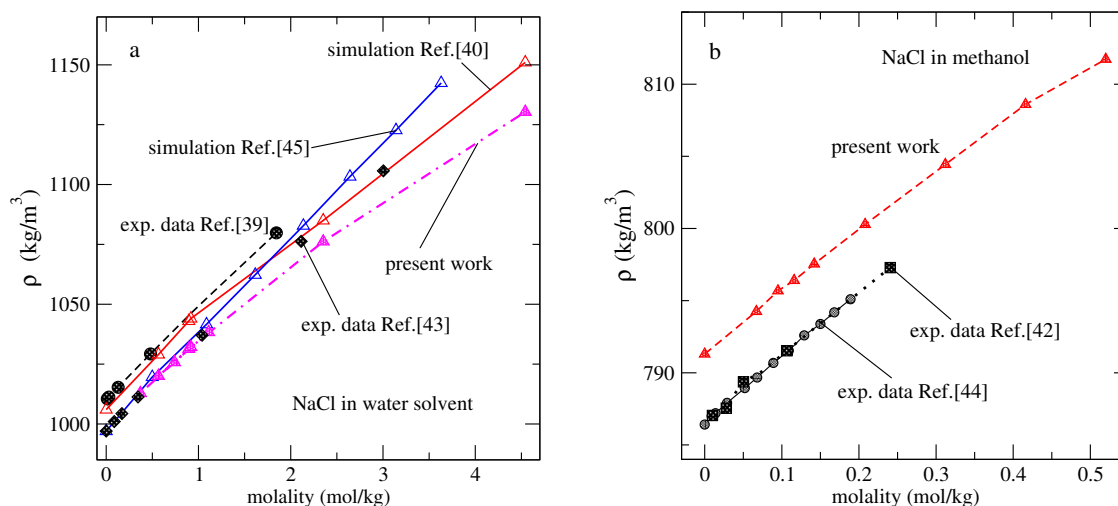 a
simulation Ref.[40]
simulation Ref.[45]
exp. data Ref.[39]
present work
exp. data Ref.[43]
NaCl in water solvent
1150
1100
1050
1000
ρ (kg/m³)
0 1 2 3 4
molality (mol/kg)
b
NaCl in methanol
present work
exp. data Ref.[42]
exp. data Ref.[44]
810
800
790
ρ (kg/m³)
0 0.1 0.2 0.3 0.4 0.5
molality (mol/kg)